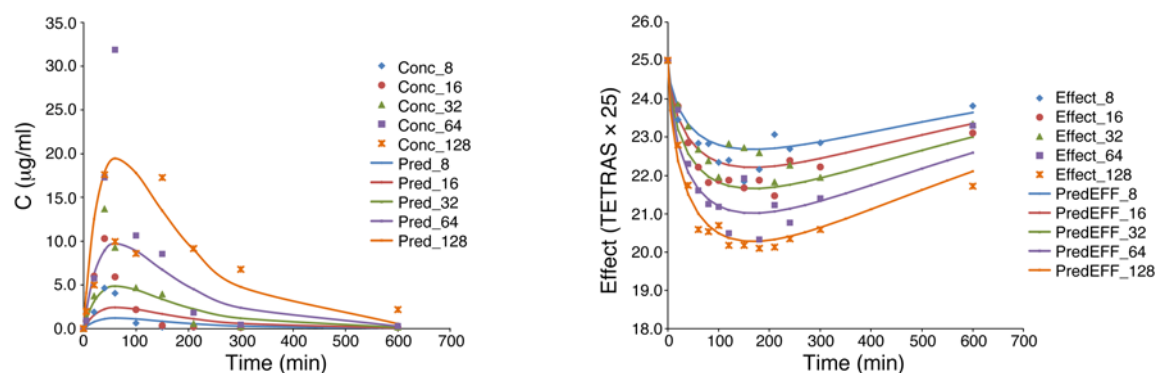 35.0
30.0
25.0
20.0
15.0
10.0
5.0
0.0
C (μg/ml)
0 100 200 300 400 500 600 700
Time (min)
Conc_8
Conc_16
Conc_32
Conc_64
Conc_128
Pred_8
Pred_16
Pred_32
Pred_64
Pred_128
26.0
25.0
24.0
23.0
22.0
21.0
20.0
19.0
18.0
Effect (TETRAS × 25)
0 100 200 300 400 500 600 700
Time (min)
Effect_8
Effect_16
Effect_32
Effect_64
Effect_128
PredEFF_8
PredEFF_16
PredEFF_32
PredEFF_64
PredEFF_128